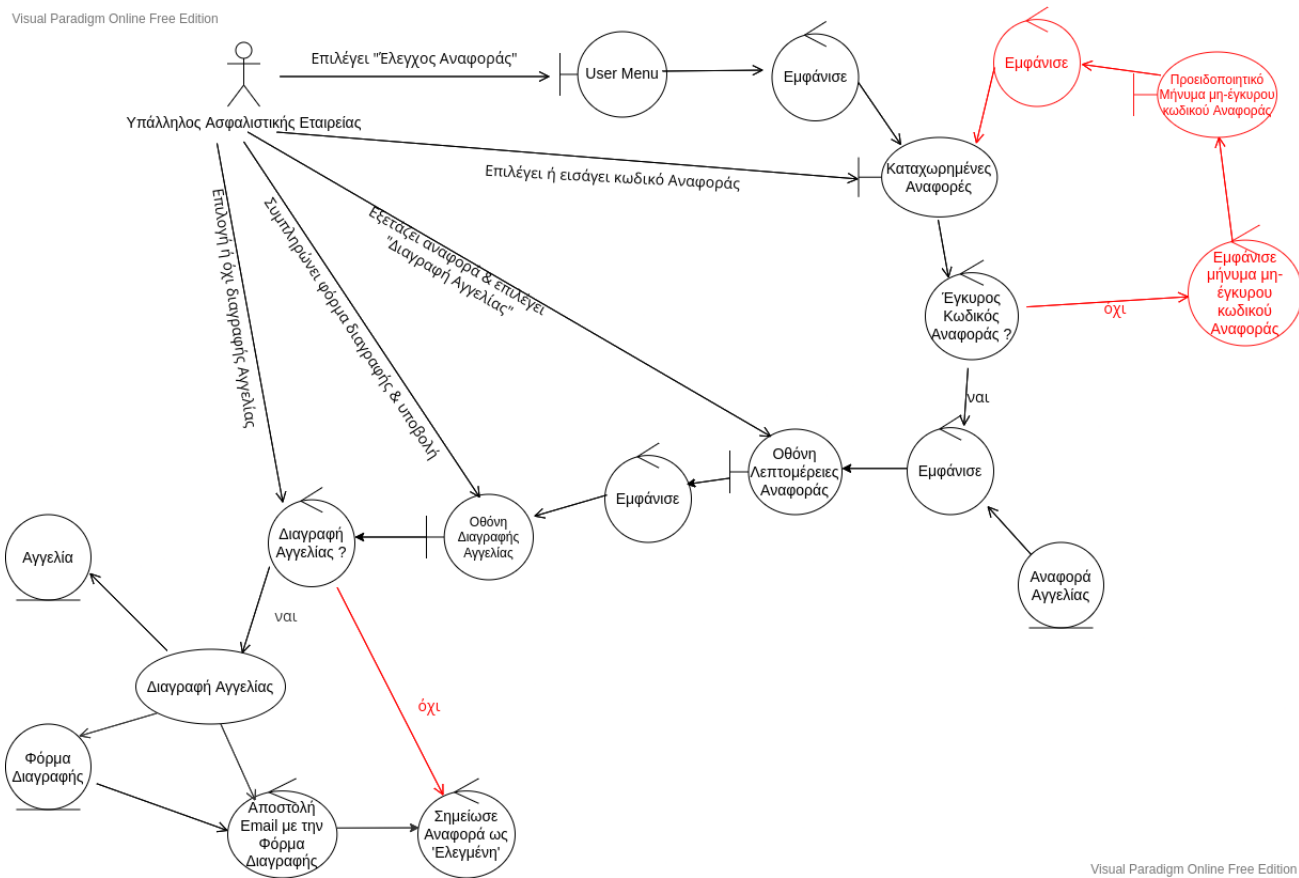 Visual Paradigm Online Free Edition
Επιλέγει "Έλεγχος Αναφοράς"
User Menu
Εμφάνισε
Εμφάνισε
Προειδοποιητικό
Μήνυμα μη-έγκυρου
κωδικού Αναφοράς
Υπάλληλος Ασφαλιστικής Εταιρείας
Επιλέγει ή εισάγει κωδικό Αναφοράς
Καταχωρημένες
Αναφορές
Επιλογή ή όχι διαγραφής Αγγελίας
Συμπληρώνει φόρμα διαγραφής & υποβολή
Εξετάζει αναφορα & επιλέγει
"Διαγραφή Αγγελίας"
Έγκυρος
Κωδικός
Αναφοράς ?
όχι
Εμφάνισε
μήνυμα μη-
έγκυρου
κωδικού
Αναφοράς
ναι
Εμφάνισε
Οθόνη
Λεπτομέρειες
Αναφοράς
Εμφάνισε
Οθόνη
Διαγραφής
Αγγελίας
Διαγραφή
Αγγελίας ?
Αγγελία
Αναφορά
Αγγελίας
ναι
Διαγραφή Αγγελίας
όχι
Φόρμα
Διαγραφής
Αποστολή
Email με την
Φόρμα
Διαγραφής
Σημείωσε
Αναφορά ως
'Ελεγμένη'
Visual Paradigm Online Free Edition